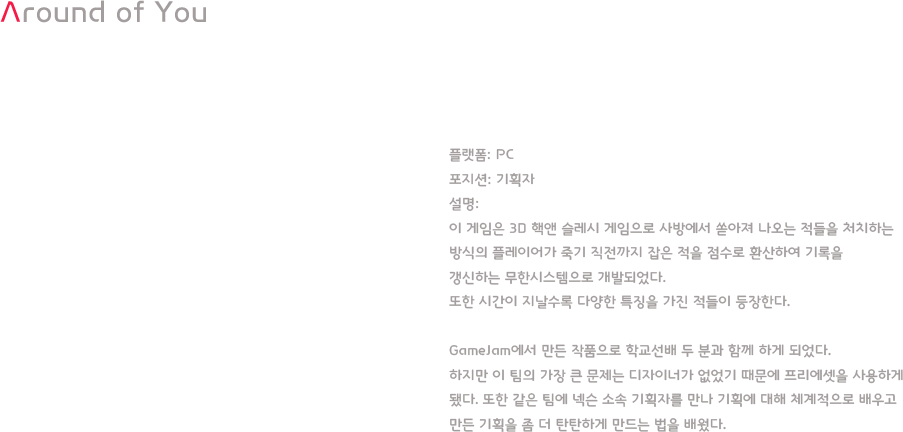 Around of You
플랫폼: PC
포지션: 기획자
설명:
이 게임은 3D 핵앤 슬레시 게임으로 사방에서 쏟아져 나오는 적들을 처치하는
방식의 플레이어가 죽기 직전까지 잡은 적을 점수로 환산하여 기록을
갱신하는 무한시스템으로 개발되었다.
또한 시간이 지날수록 다양한 특징을 가진 적들이 등장한다.
GameJam에서 만든 작품으로 학교선배 두 분과 함께 하게 되었다.
하지만 이 팀의 가장 큰 문제는 디자이너가 없었기 때문에 프리에셋을 사용하게
됐다. 또한 같은 팀에 넥슨 소속 기획자를 만나 기획에 대해 체계적으로 배우고
만든 기획을 좀 더 탄탄하게 만드는 법을 배웠다.